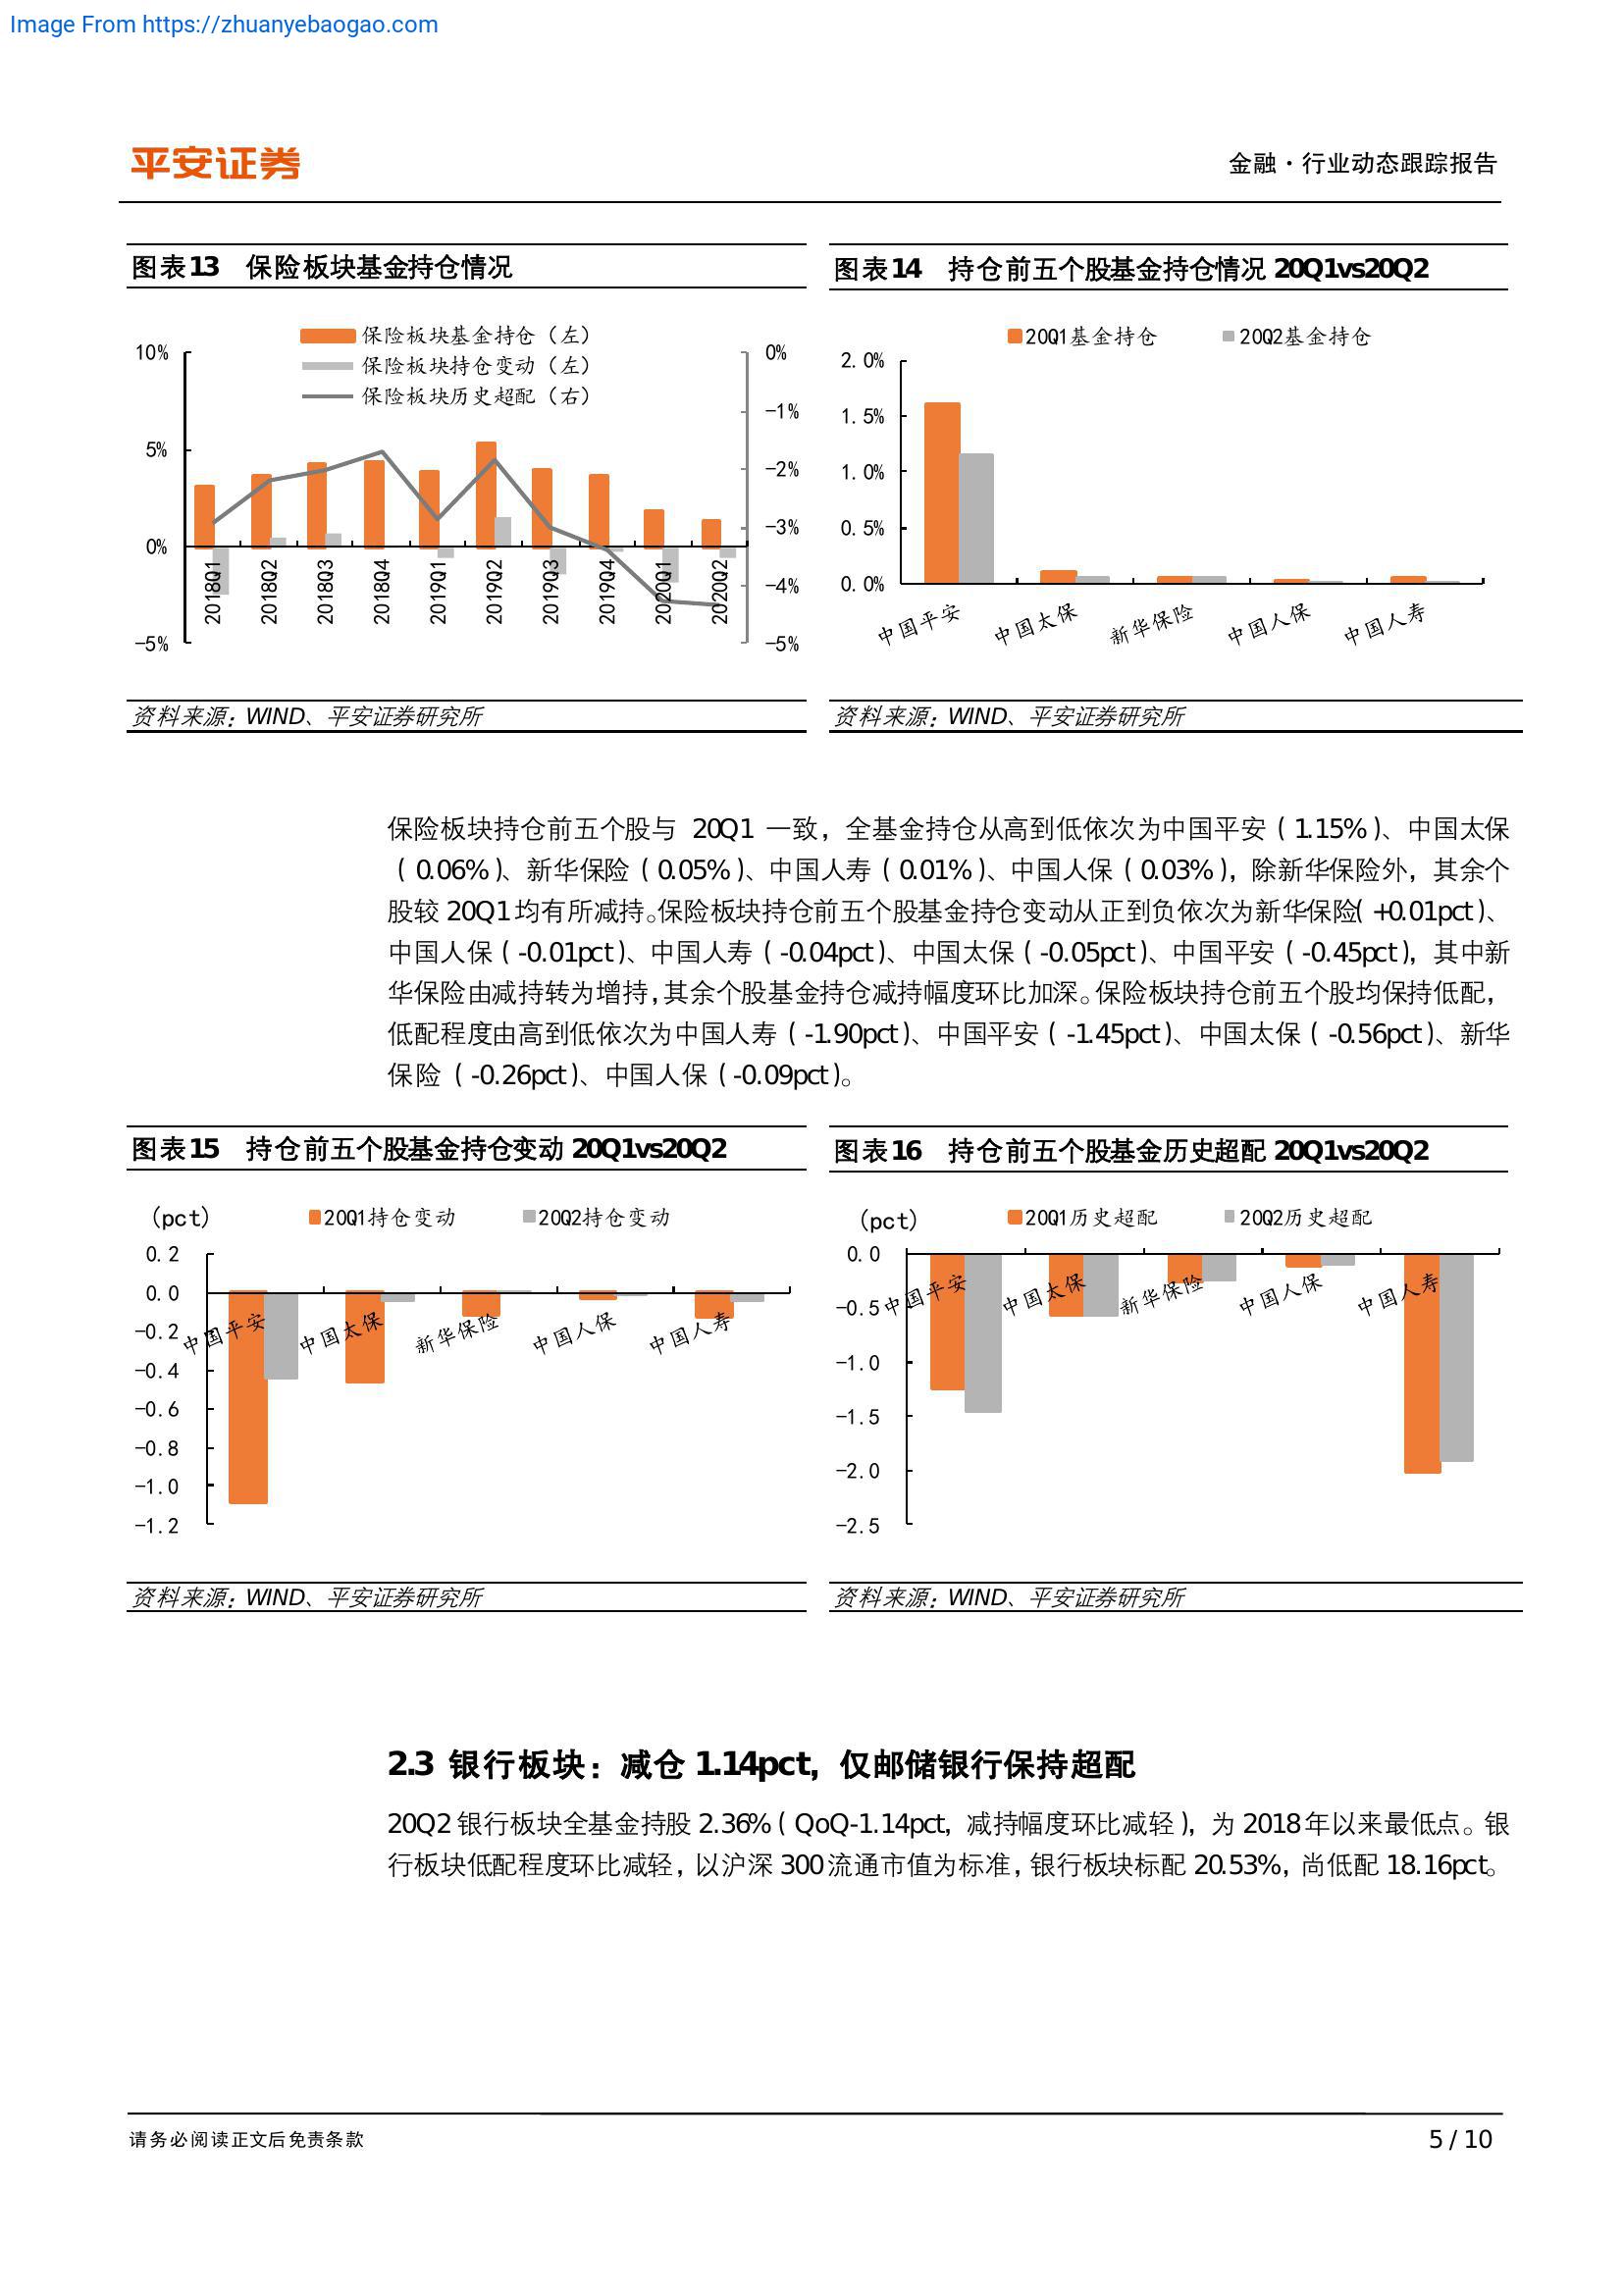 Image From https://zhuanyebaogao.com
平安证券
金融·行业动态跟踪报告
图表13 保险板块基金持仓情况
保险板块基金持仓（左）
保险板块持仓变动（左）
保险板块历史超配（右）
10%
5%
0%
-5%
0%
-1%
-2%
-3%
-4%
-5%
2018Q1
2018Q2
2018Q3
2018Q4
2019Q1
2019Q2
2019Q3
2019Q4
2020Q1
2020Q2
资料来源：WIND、平安证券研究所
图表14 持仓前五个股基金持仓情况 20Q1vs20Q2
20Q1基金持仓
20Q2基金持仓
2.0%
1.5%
1.0%
0.5%
0.0%
中国平安
中国太保
新华保险
中国人保
中国人寿
资料来源：WIND、平安证券研究所
保险板块持仓前五个股与 20Q1 一致，全基金持仓从高到低依次为中国平安（1.15%）、中国太保
（0.06%）、新华保险（0.05%）、中国人寿（0.01%）、中国人保（0.03%），除新华保险外，其余个
股较 20Q1 均有所减持。保险板块持仓前五个股基金持仓变动从正到负依次为新华保险（+0.01pct）、
中国人保（-0.01pct）、中国人寿（-0.04pct）、中国太保（-0.05pct）、中国平安（-0.45pct），其中新
华保险由减持转为增持，其余个股基金持仓减持幅度环比加深。保险板块持仓前五个股均保持低配，
低配程度由高到低依次为中国人寿（-1.90pct）、中国平安（-1.45pct）、中国太保（-0.56pct）、新华
保险（-0.26pct）、中国人保（-0.09pct）。
图表15 持仓前五个股基金持仓变动 20Q1vs20Q2
（pct）
20Q1持仓变动
20Q2持仓变动
0.2
0.0
-0.2
-0.4
-0.6
-0.8
-1.0
-1.2
中国平安
中国太保
新华保险
中国人保
中国人寿
资料来源：WIND、平安证券研究所
图表16 持仓前五个股基金历史超配 20Q1vs20Q2
（pct）
20Q1历史超配
20Q2历史超配
0.0
-0.5
-1.0
-1.5
-2.0
-2.5
中国平安
中国太保
新华保险
中国人保
中国人寿
资料来源：WIND、平安证券研究所
2.3 银行板块：减仓 1.14pct，仅邮储银行保持超配
20Q2 银行板块全基金持股 2.36%（QoQ-1.14pct，减持幅度环比减轻），为 2018 年以来最低点。银
行板块低配程度环比减轻，以沪深 300 流通市值为标准，银行板块标配 20.53%，尚低配 18.16pct。
请务必阅读正文后免责条款
5 / 10